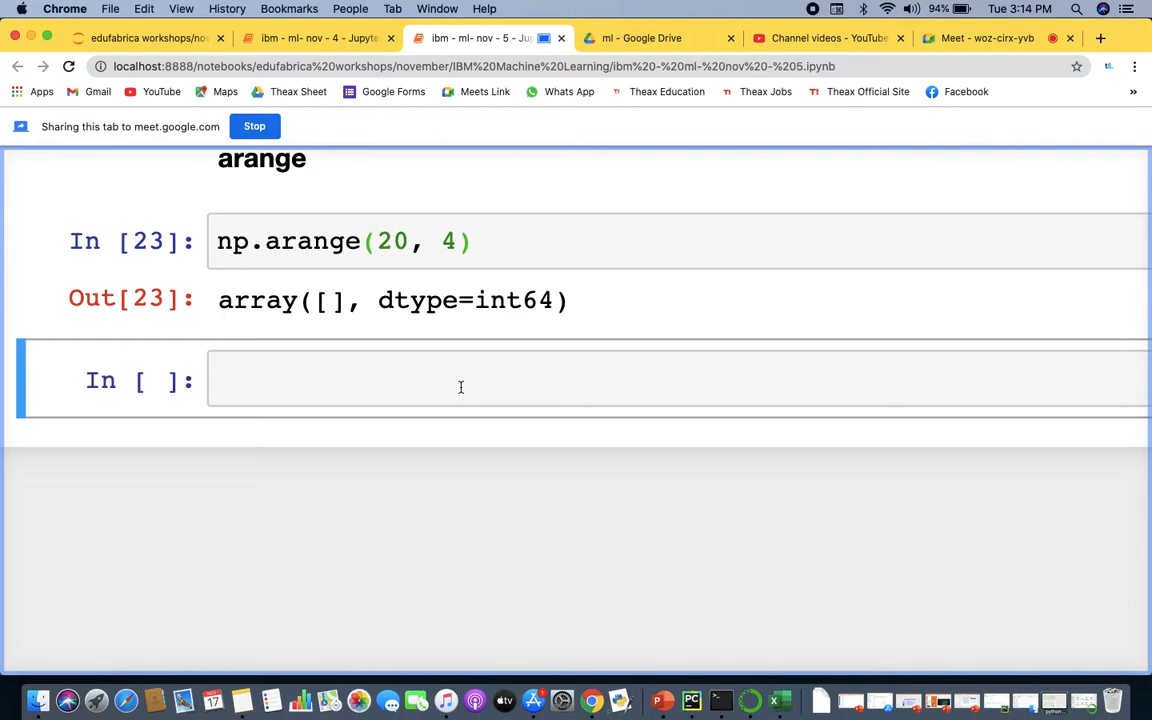 Chrome File Edit View History Bookmarks People Tab Window Help 94% Tue 3:14 PM
edufabrica workshops/nov ibm - ml- nov - 4 - Jupyte ibm - ml- nov - 5 - Jup ml - Google Drive Channel videos - YouTube Meet - woz-cirx-yvb
localhost:8888/notebooks/edufabrica%20workshops/november/IBM%20Machine%20Learning/ibm%20-%20ml-%20nov%20-%205.ipynb
Apps Gmail YouTube Maps Theax Sheet Google Forms Meets Link Whats App Theax Education Theax Jobs Theax Official Site Facebook »
Sharing this tab to meet.google.com Stop
arange
In [23]: np.arange(20, 4)
Out[23]: array([], dtype=int64)
In [ ]: